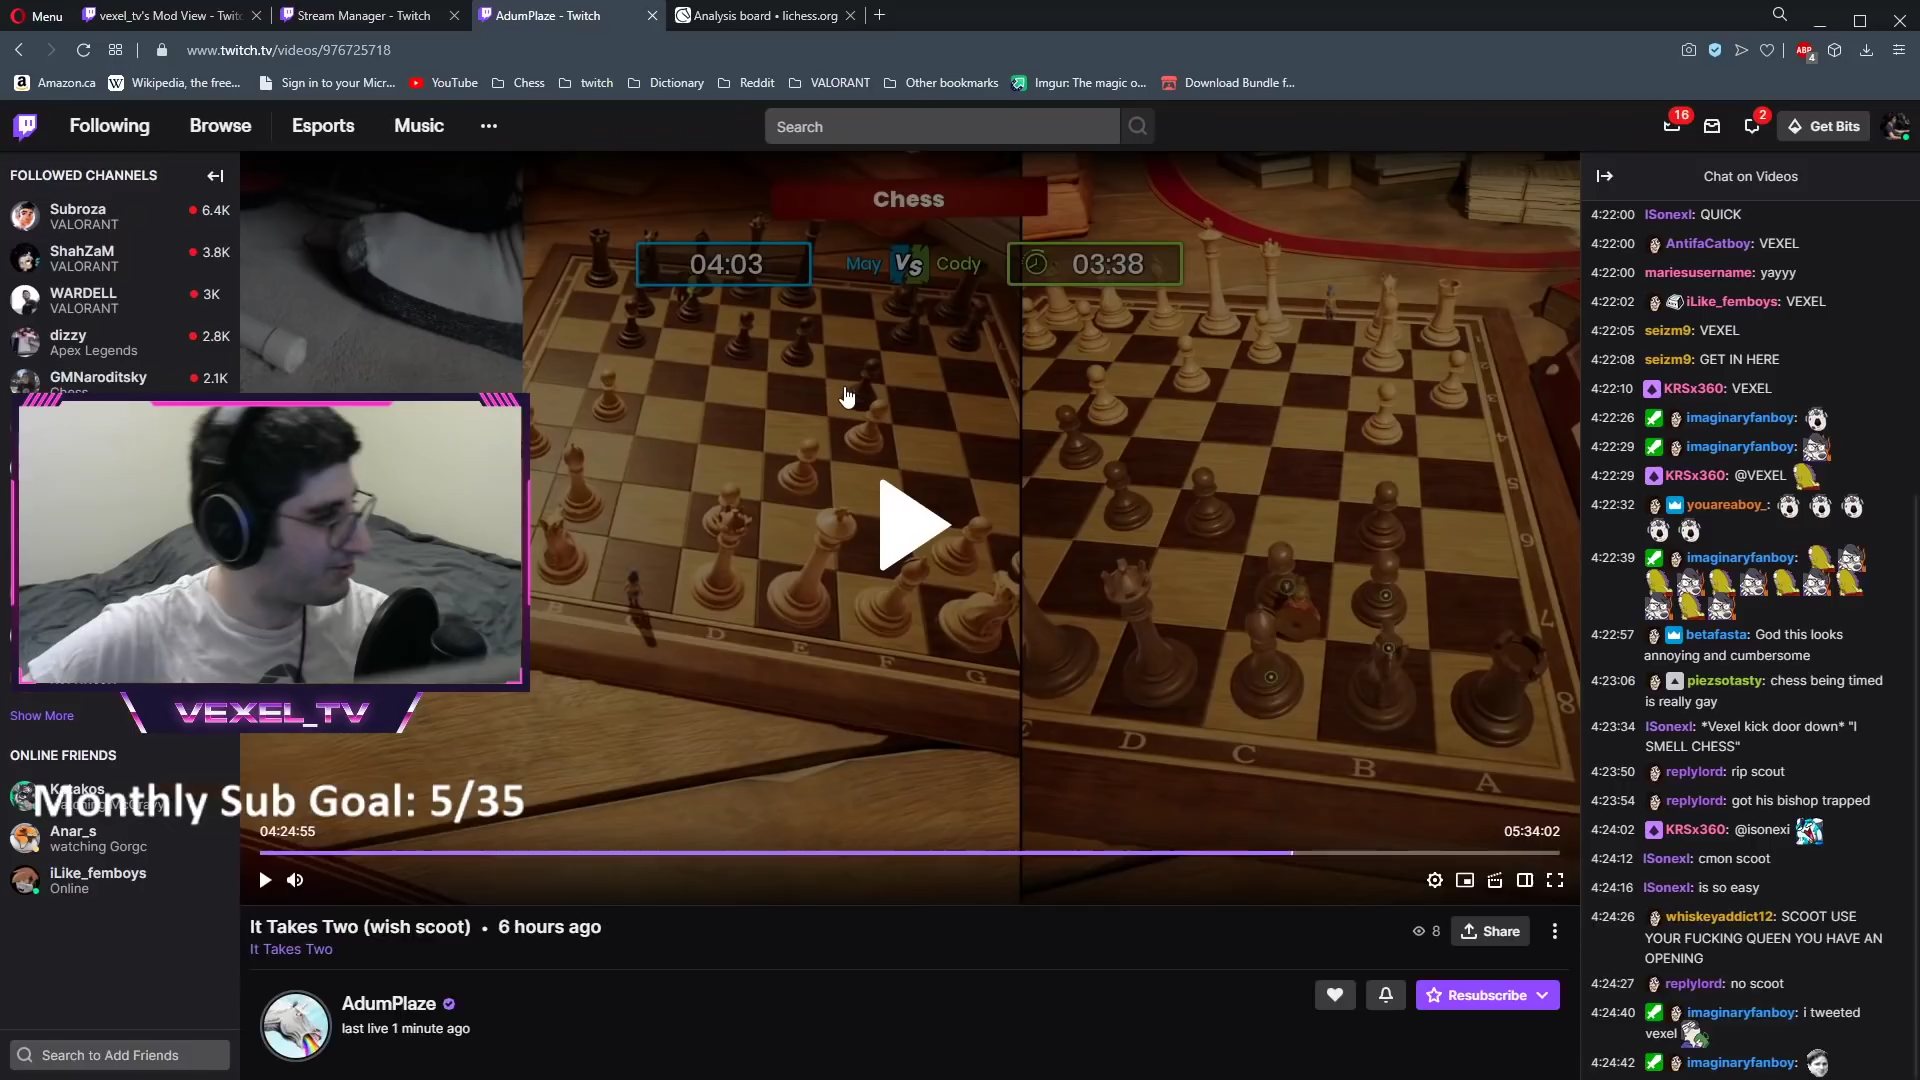 Menu
vexel_tv's Mod View - Twitc
Stream Manager - Twitch
AdumPlaze - Twitch
Analysis board • lichess.org
www.twitch.tv/videos/976725718
ABP
4
Amazon.ca
Wikipedia, the free...
Sign in to your Micr...
YouTube
Chess
twitch
Dictionary
Reddit
VALORANT
Other bookmarks
Imgur: The magic o...
Download Bundle f...
Following
Browse
Esports
Music
Search
16
2
Get Bits
FOLLOWED CHANNELS
Subroza
VALORANT
6.4K
ShahZaM
VALORANT
3.8K
WARDELL
VALORANT
3K
dizzy
Apex Legends
2.8K
GMNaroditsky
2.1K
Chess
VEXEL_TV
Show More
ONLINE FRIENDS
Monthly Sub Goal: 5/35
Anar_s
watching Gorgc
iLike_femboys
Online
Search to Add Friends
Chess
04:03
May Vs Cody
03:38
B C D E F G
E D C B A
8
7
6
5
04:24:55
05:34:02
It Takes Two (wish scoot) • 6 hours ago
It Takes Two
8
Share
AdumPlaze
last live 1 minute ago
Resubscribe
Chat on Videos
4:22:00 ISonexI: QUICK
4:22:00 AntifaCatboy: VEXEL
4:22:00 mariesusername: yayyy
4:22:02 iLike_femboys: VEXEL
4:22:05 seizm9: VEXEL
4:22:08 seizm9: GET IN HERE
4:22:10 KRSx360: VEXEL
4:22:26 imaginaryfanboy:
4:22:29 imaginaryfanboy:
4:22:29 KRSx360: @VEXEL
4:22:32 youareaboy_:
4:22:39 imaginaryfanboy:
4:22:57 betafasta: God this looks
annoying and cumbersome
4:23:06 piezsotasty: chess being timed
is really gay
4:23:34 ISonexI: *Vexel kick door down* "I
SMELL CHESS"
4:23:50 replylord: rip scout
4:23:54 replylord: got his bishop trapped
4:24:02 KRSx360: @isonexi
4:24:12 ISonexI: cmon scoot
4:24:16 ISonexI: is so easy
4:24:26 whiskeyaddict12: SCOOT USE
YOUR FUCKING QUEEN YOU HAVE AN
OPENING
4:24:27 replylord: no scoot
4:24:40 imaginaryfanboy: i tweeted
vexel
4:24:42 imaginaryfanboy: